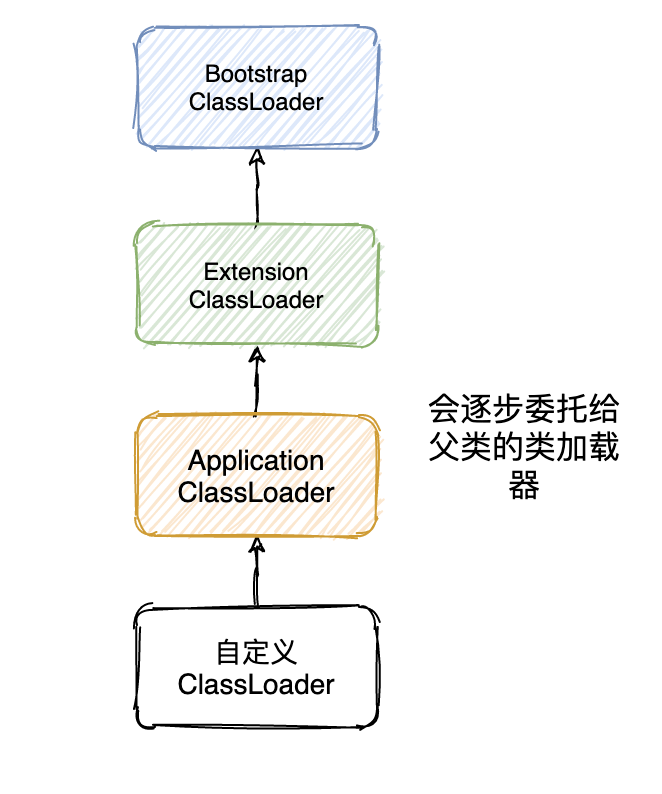 Bootstrap
ClassLoader
Extension
ClassLoader
会逐步委托给
父类的类加载
器
Application
ClassLoader
自定义
ClassLoader